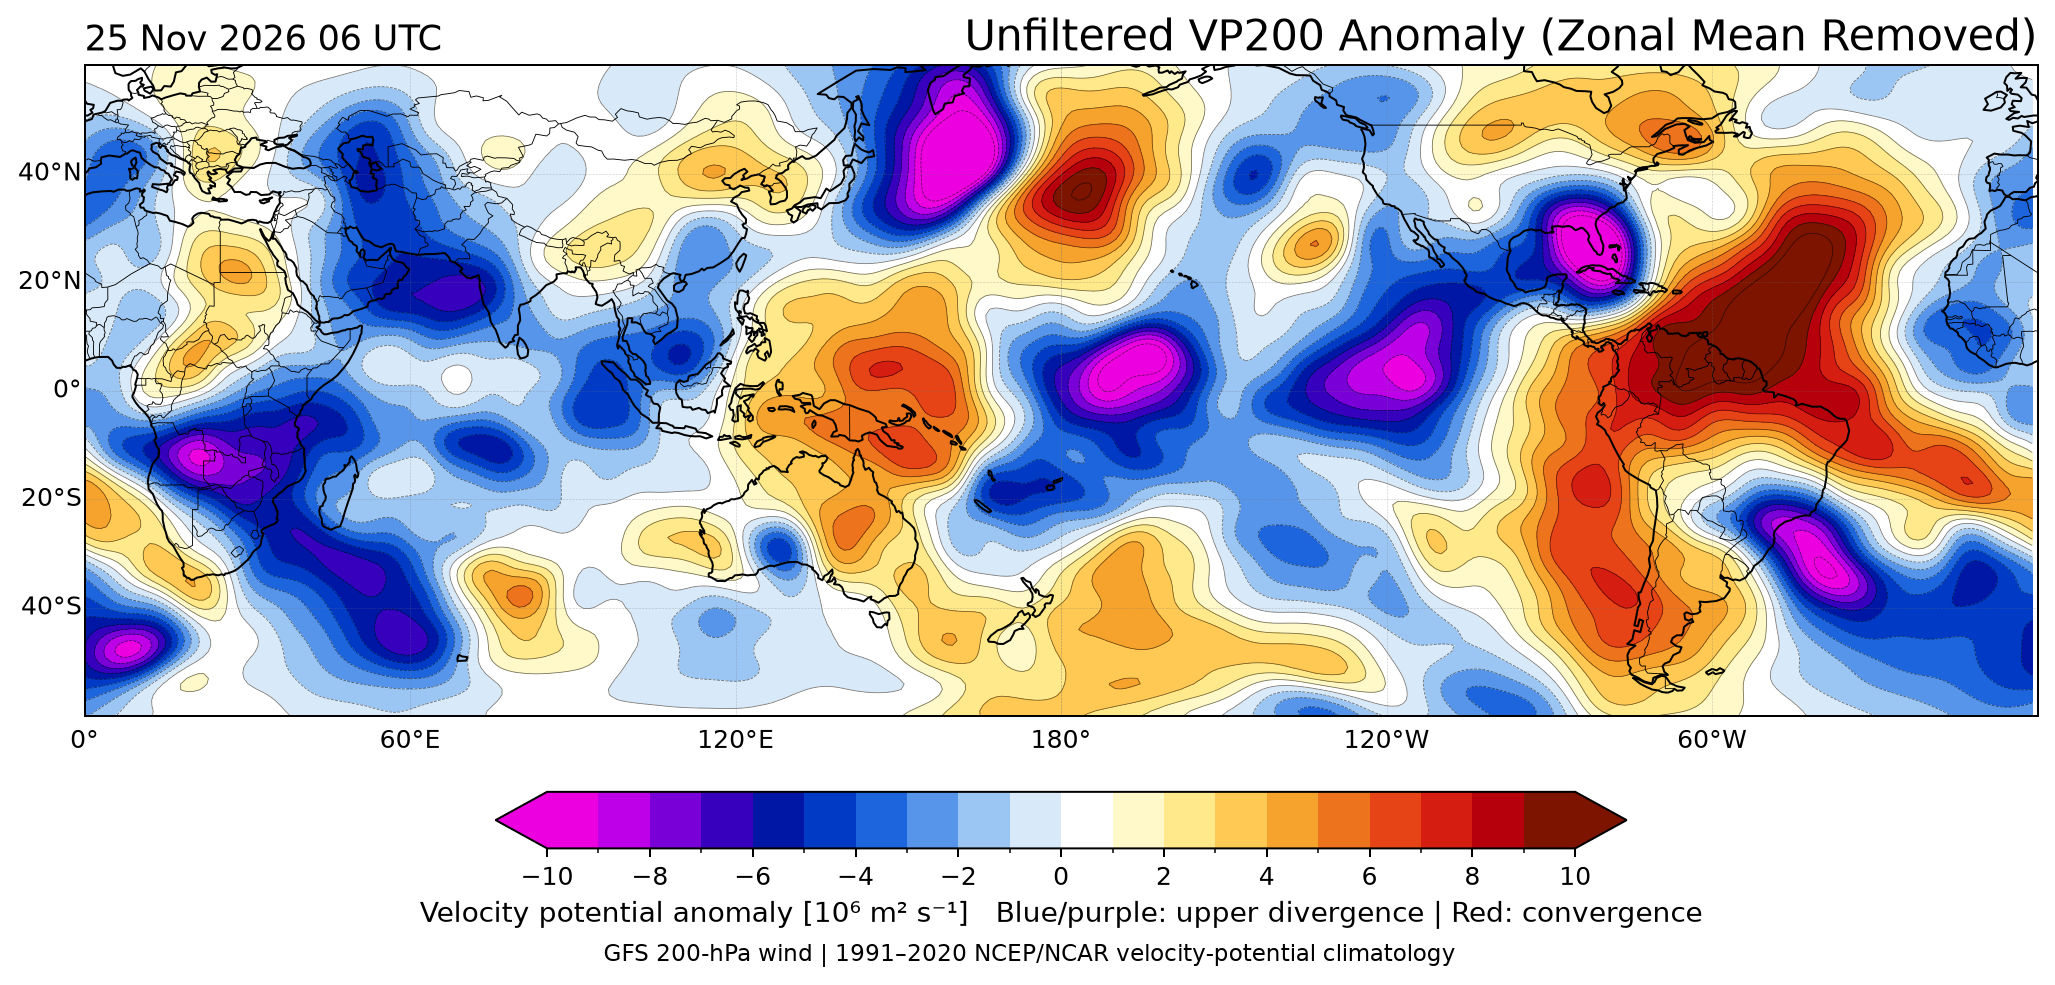 25 Nov 2026 06 UTC
Unfiltered VP200 Anomaly (Zonal Mean Removed)
40°N
20°N
0°
20°S
40°S
0° 60°E 120°E 180° 120°W 60°W
−10 −8 −6 −4 −2 0 2 4 6 8 10
Velocity potential anomaly [10⁶ m² s⁻¹] Blue/purple: upper divergence | Red: convergence
GFS 200-hPa wind | 1991–2020 NCEP/NCAR velocity-potential climatology